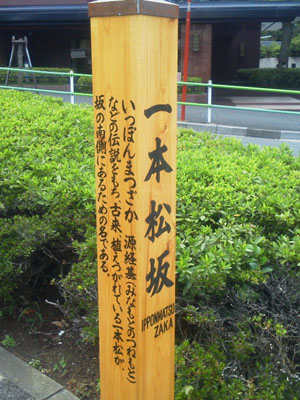 一本松坂
IPPONMATSU
ZAKA
いっぽんまつざか 源経基(みなもとのつねもと)
などの伝説をもち、古来、植えつがれている一本松が、
坂の南側にあるための名である。